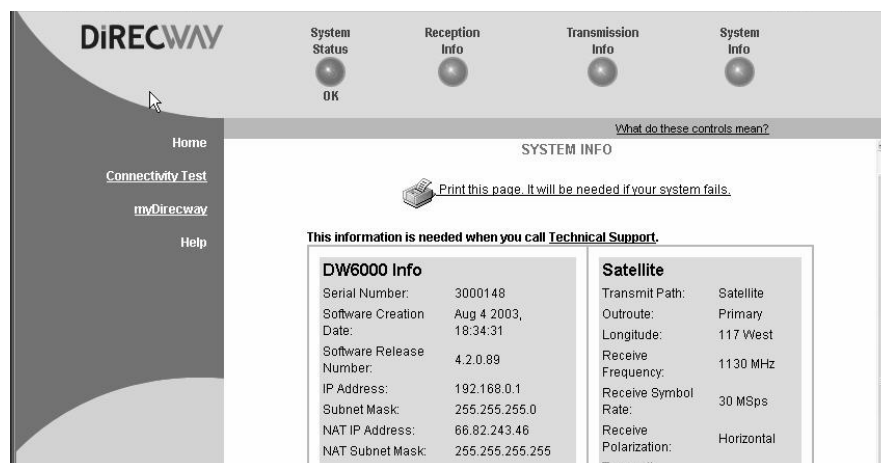 DiRECWAY
System Status
OK
Reception Info
Transmission Info
System Info
What do these controls mean?
Home
Connectivity Test
myDirecway
Help
SYSTEM INFO
Print this page. It will be needed if your system fails.
This information is needed when you call Technical Support.
DW6000 Info
Serial Number: 3000148
Software Creation Date: Aug 4 2003, 18:34:31
Software Release Number: 4.2.0.89
IP Address: 192.168.0.1
Subnet Mask: 255.255.255.0
NAT IP Address: 66.82.243.46
NAT Subnet Mask: 255.255.255.255
Satellite
Transmit Path: Satellite
Outroute: Primary
Longitude: 117 West
Receive Frequency: 1130 MHz
Receive Symbol Rate: 30 MSps
Receive Polarization: Horizontal